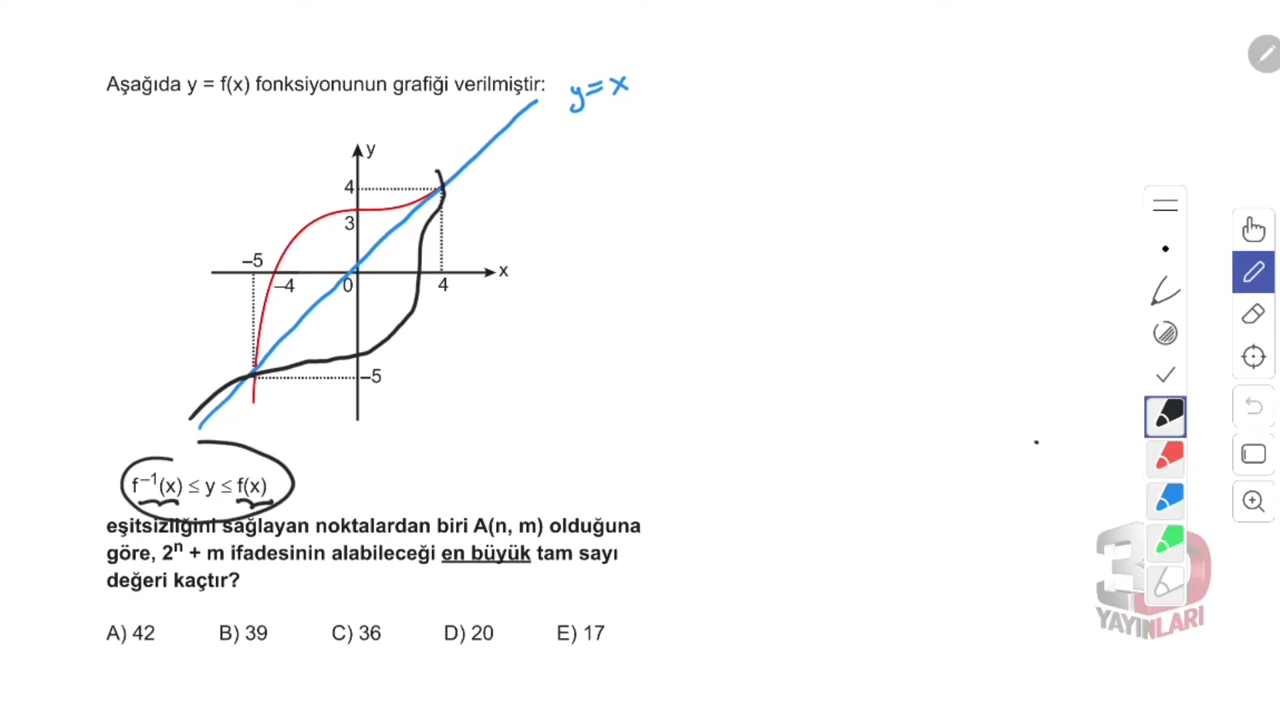 Aşağıda y = f(x) fonksiyonunun grafiği verilmiştir:
y = x
y
4
3
–5
–4
0
4
x
–5
f⁻¹(x) ≤ y ≤ f(x)
eşitsizliğini sağlayan noktalardan biri A(n, m) olduğuna
göre, 2ⁿ + m ifadesinin alabileceği en büyük tam sayı
değeri kaçtır?
A) 42 B) 39 C) 36 D) 20 E) 17
3D
YAYINLARI